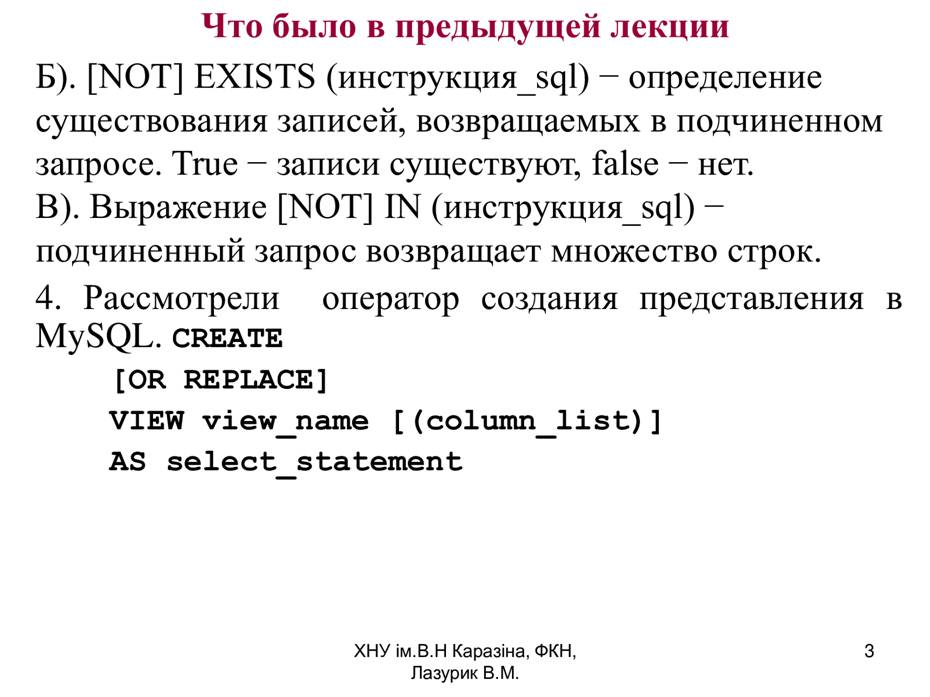 Что было в предыдущей лекции
Б). [NOT] EXISTS (инструкция_sql) − определение
существования записей, возвращаемых в подчиненном
запросе. True − записи существуют, false − нет.
В). Выражение [NOT] IN (инструкция_sql) −
подчиненный запрос возвращает множество строк.
4. Рассмотрели оператор создания представления в
MySQL. CREATE
[OR REPLACE]
VIEW view_name [(column_list)]
AS select_statement
ХНУ ім.В.Н Каразіна, ФКН,
Лазурик В.М.
3